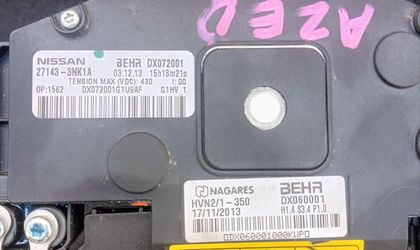 AZED
NISSAN BEHR DX072001
27143-3NK1A 03.12.13 15h18m21s
TENSION MAX (VDC): 430 I:00
OP:1562 DX072001G1U9AF G1HV 1
NAGARES BEHR
HVN2/1-350 DX060001
17/11/2013 H1.4 S3.4 P1.0